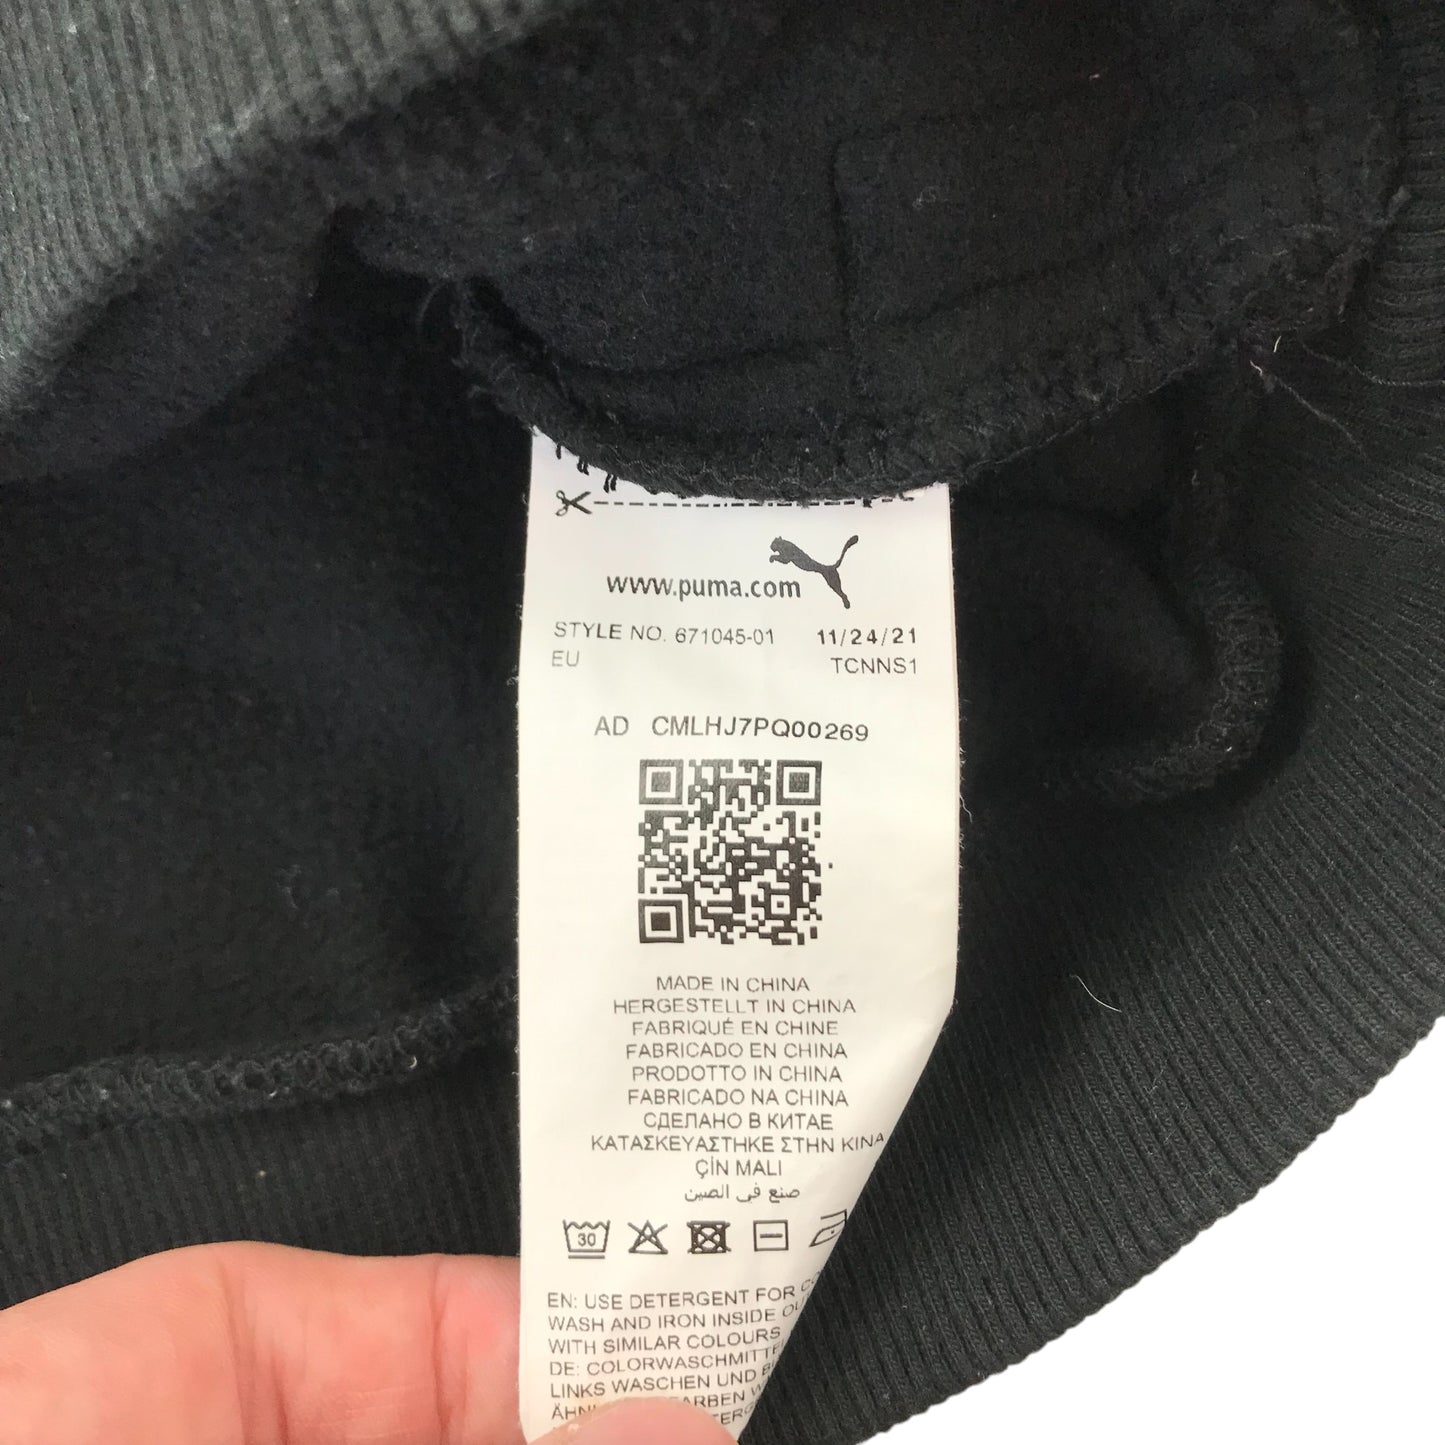 www.puma.com
STYLE NO. 671045-01 11/24/21
EU TCNNS1
AD CMLHJ7PQ00269
MADE IN CHINA
HERGESTELLT IN CHINA
FABRIQUÉ EN CHINE
FABRICADO EN CHINA
PRODOTTO IN CHINA
FABRICADO NA CHINA
СДЕЛАНО В КИТАЕ
ΚΑΤΑΣΚΕΥΑΣΤΗΚΕ ΣΤΗΝ ΚΙΝΑ
ÇİN MALI
صنع في الصين
30
EN: USE DETERGENT FOR
WASH AND IRON INSIDE
WITH SIMILAR COLOURS
DE:
LINKS WASCHEN UND